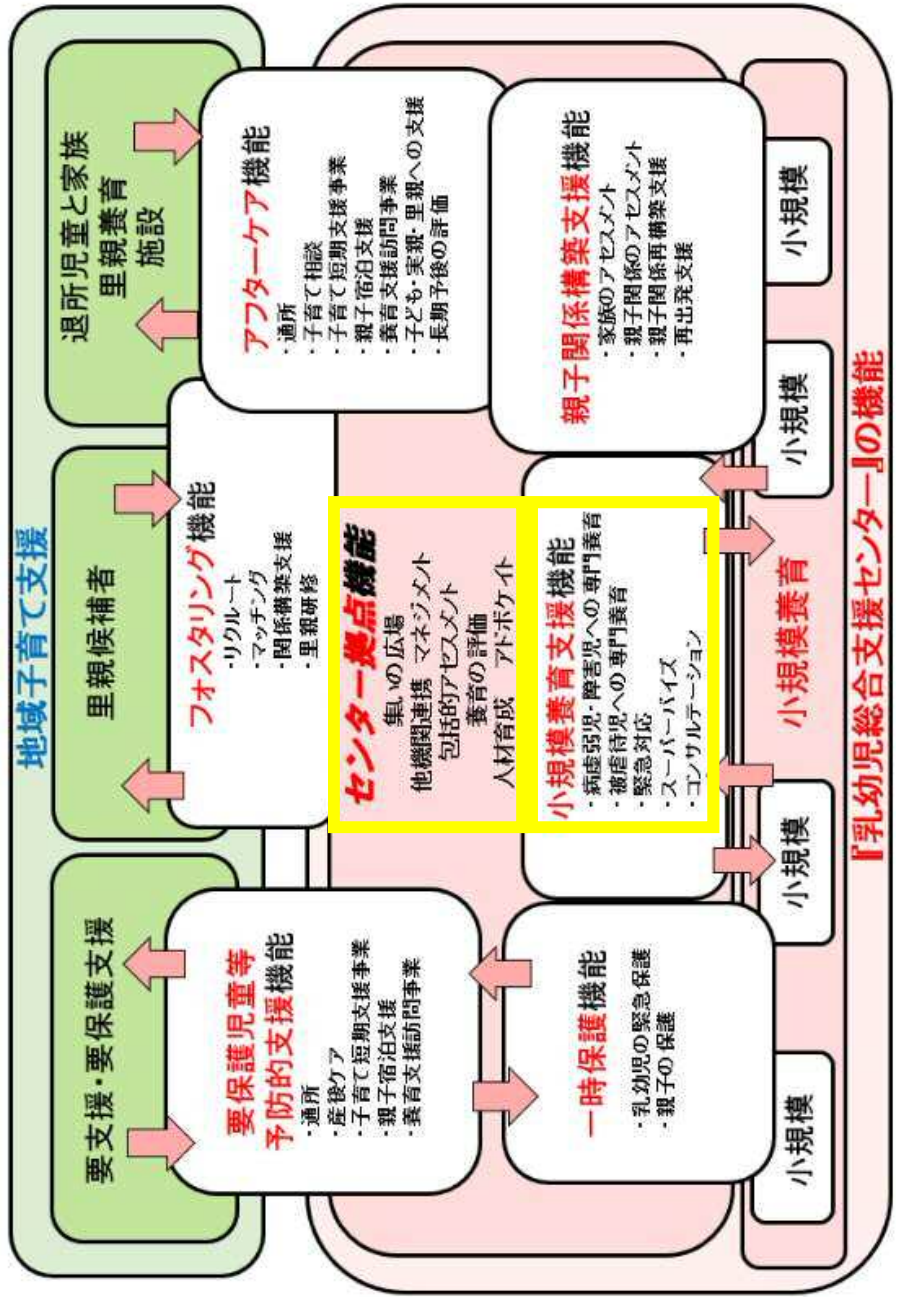 地域子育て支援
要支援・要保護支援
里親候補者
退所児童と家族
里親養育
施設
要保護児童等
予防的支援機能
・通所
・産後ケア
・子育て短期支援事業
・親子宿泊支援
・養育支援訪問事業
フォスタリング機能
・リクルート
・マッチング
・関係構築支援
・里親研修
アフターケア機能
・通所
・子育て相談
・子育て短期支援事業
・親子宿泊支援
・養育支援訪問事業
・子ども・実親・里親への支援
・長期予後の評価
センター拠点機能
集いの広場
他機関連携 マネジメント
包括的アセスメント
養育の評価
人材育成 アドボケイト
一時保護機能
・乳幼児の緊急保護
・親子の保護
小規模養育支援機能
・病虚弱児・障害児への専門養育
・被虐待児への専門養育
・緊急対応
・スーパーバイズ
・コンサルテーション
親子関係構築支援機能
・家族のアセスメント
・親子関係のアセスメント
・親子関係再構築支援
・再出発支援
小規模
小規模
小規模養育
小規模
小規模
『乳幼児総合支援センター』の機能